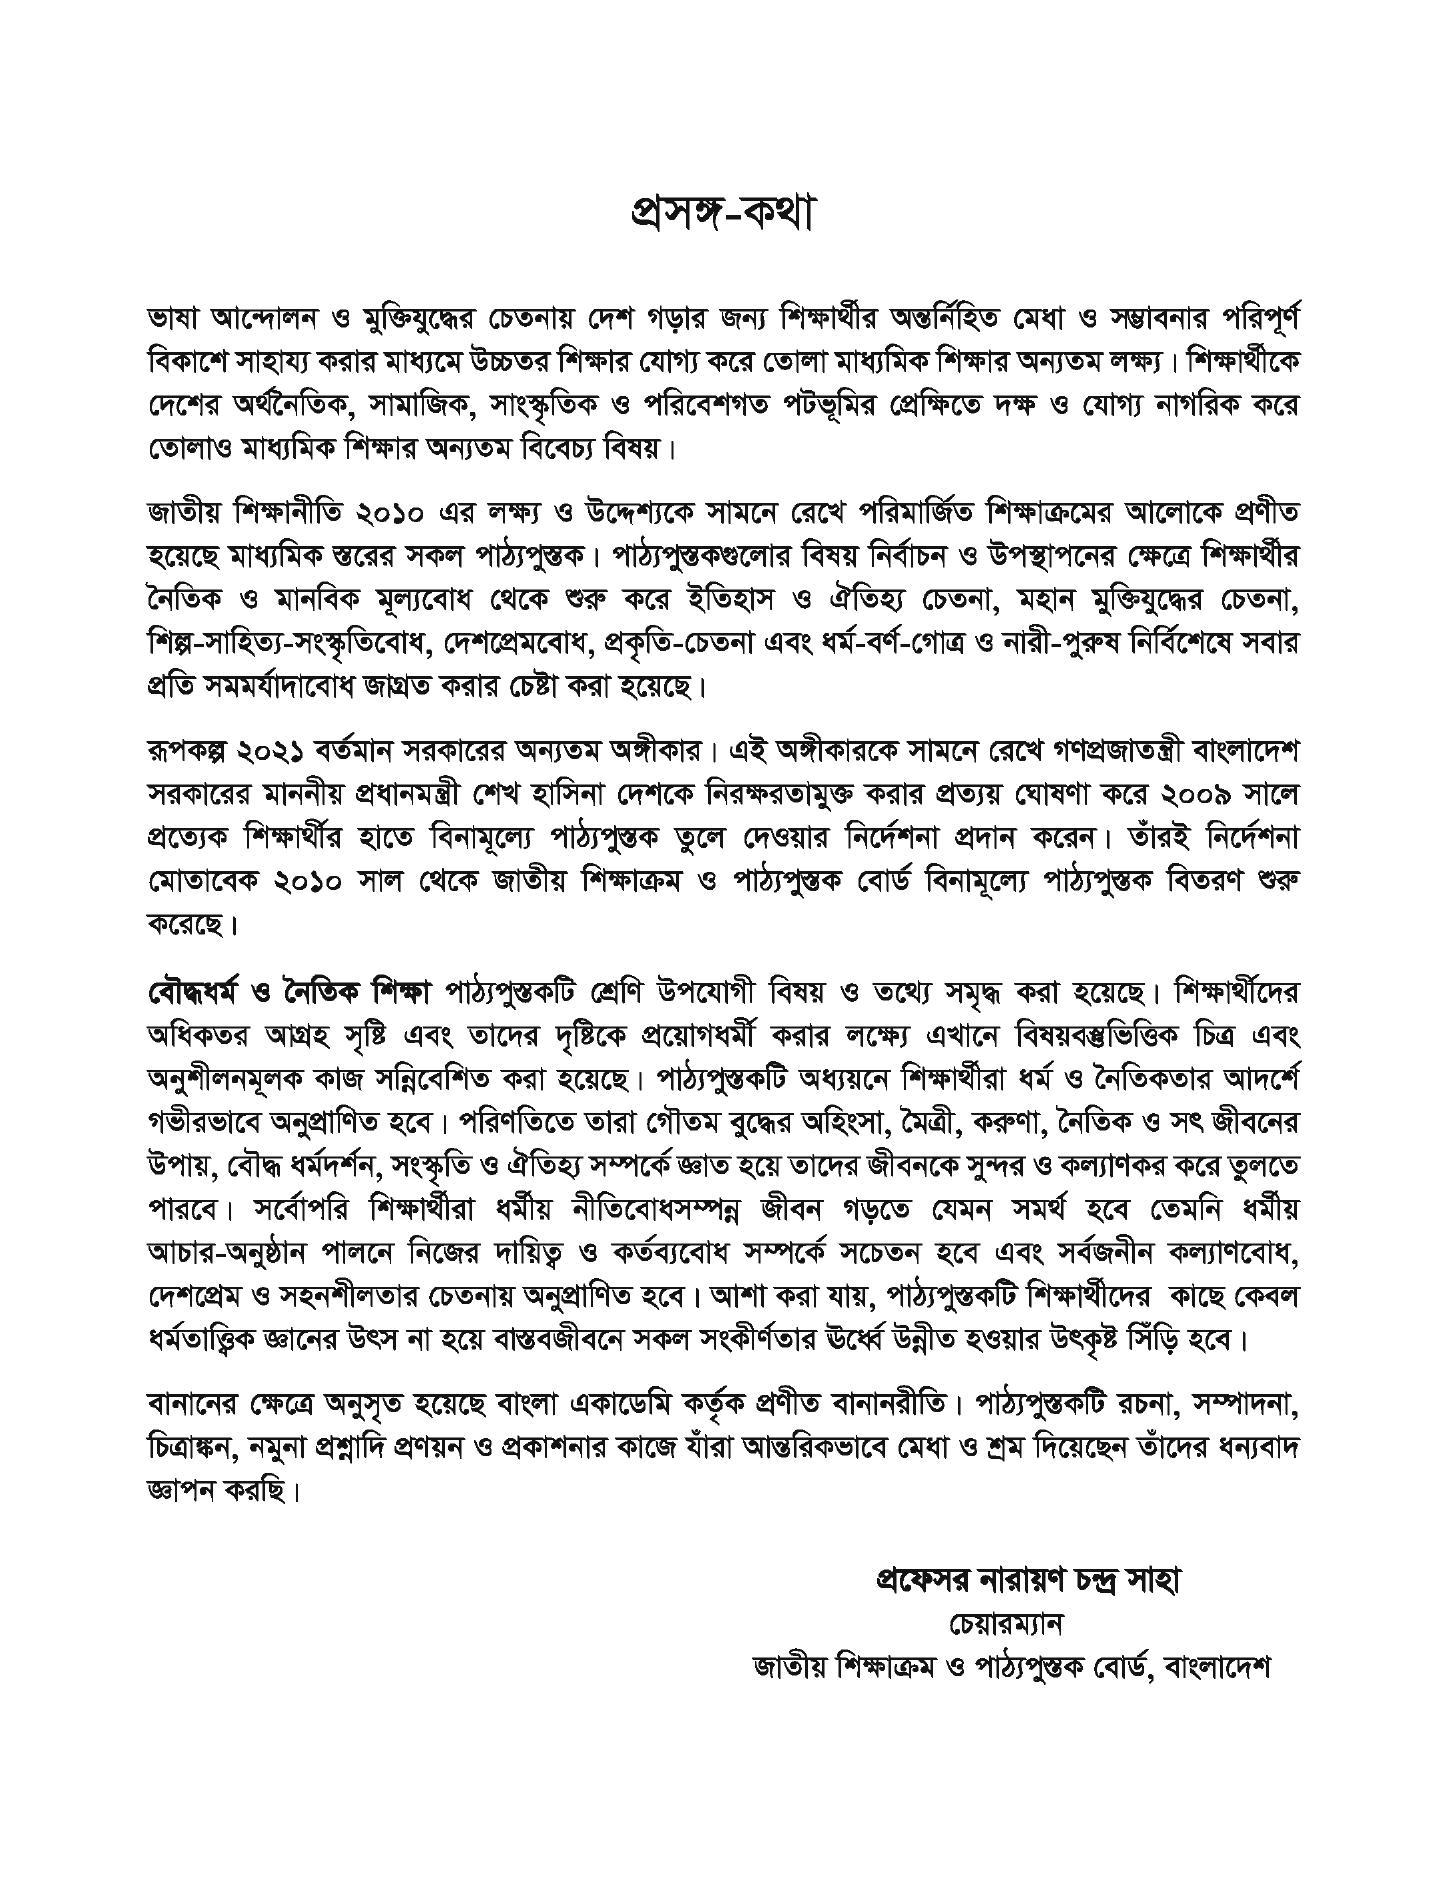 প্রসঙ্গ-কথা
ভাষা আন্দোলন ও মুক্তিযুদ্ধের চেতনায় দেশ গড়ার জন্য শিক্ষার্থীর অন্তর্নিহিত মেধা ও সম্ভাবনার পরিপূর্ণ
বিকাশে সাহায্য করার মাধ্যমে উচ্চতর শিক্ষার যোগ্য করে তোলা মাধ্যমিক শিক্ষার অন্যতম লক্ষ্য। শিক্ষার্থীকে
দেশের অর্থনৈতিক, সামাজিক, সাংস্কৃতিক ও পরিবেশগত পটভূমির প্রেক্ষিতে দক্ষ ও যোগ্য নাগরিক করে
তোলাও মাধ্যমিক শিক্ষার অন্যতম বিবেচ্য বিষয়।
জাতীয় শিক্ষানীতি ২০১০ এর লক্ষ্য ও উদ্দেশ্যকে সামনে রেখে পরিমার্জিত শিক্ষাক্রমের আলোকে প্রণীত
হয়েছে মাধ্যমিক স্তরের সকল পাঠ্যপুস্তক। পাঠ্যপুস্তকগুলোর বিষয় নির্বাচন ও উপস্থাপনের ক্ষেত্রে শিক্ষার্থীর
নৈতিক ও মানবিক মূল্যবোধ থেকে শুরু করে ইতিহাস ও ঐতিহ্য চেতনা, মহান মুক্তিযুদ্ধের চেতনা,
শিল্প-সাহিত্য-সংস্কৃতিবোধ, দেশপ্রেমবোধ, প্রকৃতি-চেতনা এবং ধর্ম-বর্ণ-গোত্র ও নারী-পুরুষ নির্বিশেষে সবার
প্রতি সমমর্যাদাবোধ জাগ্রত করার চেষ্টা করা হয়েছে।
রূপকল্প ২০২১ বর্তমান সরকারের অন্যতম অঙ্গীকার। এই অঙ্গীকারকে সামনে রেখে গণপ্রজাতন্ত্রী বাংলাদেশ
সরকারের মাননীয় প্রধানমন্ত্রী শেখ হাসিনা দেশকে নিরক্ষরতামুক্ত করার প্রত্যয় ঘোষণা করে ২০০৯ সালে
প্রত্যেক শিক্ষার্থীর হাতে বিনামূল্যে পাঠ্যপুস্তক তুলে দেওয়ার নির্দেশনা প্রদান করেন। তাঁরই নির্দেশনা
মোতাবেক ২০১০ সাল থেকে জাতীয় শিক্ষাক্রম ও পাঠ্যপুস্তক বোর্ড বিনামূল্যে পাঠ্যপুস্তক বিতরণ শুরু
করেছে।
বৌদ্ধধর্ম ও নৈতিক শিক্ষা পাঠ্যপুস্তকটি শ্রেণি উপযোগী বিষয় ও তথ্যে সমৃদ্ধ করা হয়েছে। শিক্ষার্থীদের
অধিকতর আগ্রহ সৃষ্টি এবং তাদের দৃষ্টিকে প্রয়োগধর্মী করার লক্ষ্যে এখানে বিষয়বস্তুভিত্তিক চিত্র এবং
অনুশীলনমূলক কাজ সন্নিবেশিত করা হয়েছে। পাঠ্যপুস্তকটি অধ্যয়নে শিক্ষার্থীরা ধর্ম ও নৈতিকতার আদর্শে
গভীরভাবে অনুপ্রাণিত হবে। পরিণতিতে তারা গৌতম বুদ্ধের অহিংসা, মৈত্রী, করুণা, নৈতিক ও সৎ জীবনের
উপায়, বৌদ্ধ ধর্মদর্শন, সংস্কৃতি ও ঐতিহ্য সম্পর্কে জ্ঞাত হয়ে তাদের জীবনকে সুন্দর ও কল্যাণকর করে তুলতে
পারবে। সর্বোপরি শিক্ষার্থীরা ধর্মীয় নীতিবোধসম্পন্ন জীবন গড়তে যেমন সমর্থ হবে তেমনি ধর্মীয়
আচার-অনুষ্ঠান পালনে নিজের দায়িত্ব ও কর্তব্যবোধ সম্পর্কে সচেতন হবে এবং সর্বজনীন কল্যাণবোধ,
দেশপ্রেম ও সহনশীলতার চেতনায় অনুপ্রাণিত হবে। আশা করা যায়, পাঠ্যপুস্তকটি শিক্ষার্থীদের কাছে কেবল
ধর্মতাত্ত্বিক জ্ঞানের উৎস না হয়ে বাস্তবজীবনে সকল সংকীর্ণতার ঊর্ধ্বে উন্নীত হওয়ার উৎকৃষ্ট সিঁড়ি হবে।
বানানের ক্ষেত্রে অনুসৃত হয়েছে বাংলা একাডেমি কর্তৃক প্রণীত বানানরীতি। পাঠ্যপুস্তকটি রচনা, সম্পাদনা,
চিত্রাঙ্কন, নমুনা প্রশ্নাদি প্রণয়ন ও প্রকাশনার কাজে যাঁরা আন্তরিকভাবে মেধা ও শ্রম দিয়েছেন তাঁদের ধন্যবাদ
জ্ঞাপন করছি।
প্রফেসর নারায়ণ চন্দ্র সাহা
চেয়ারম্যান
জাতীয় শিক্ষাক্রম ও পাঠ্যপুস্তক বোর্ড, বাংলাদেশ